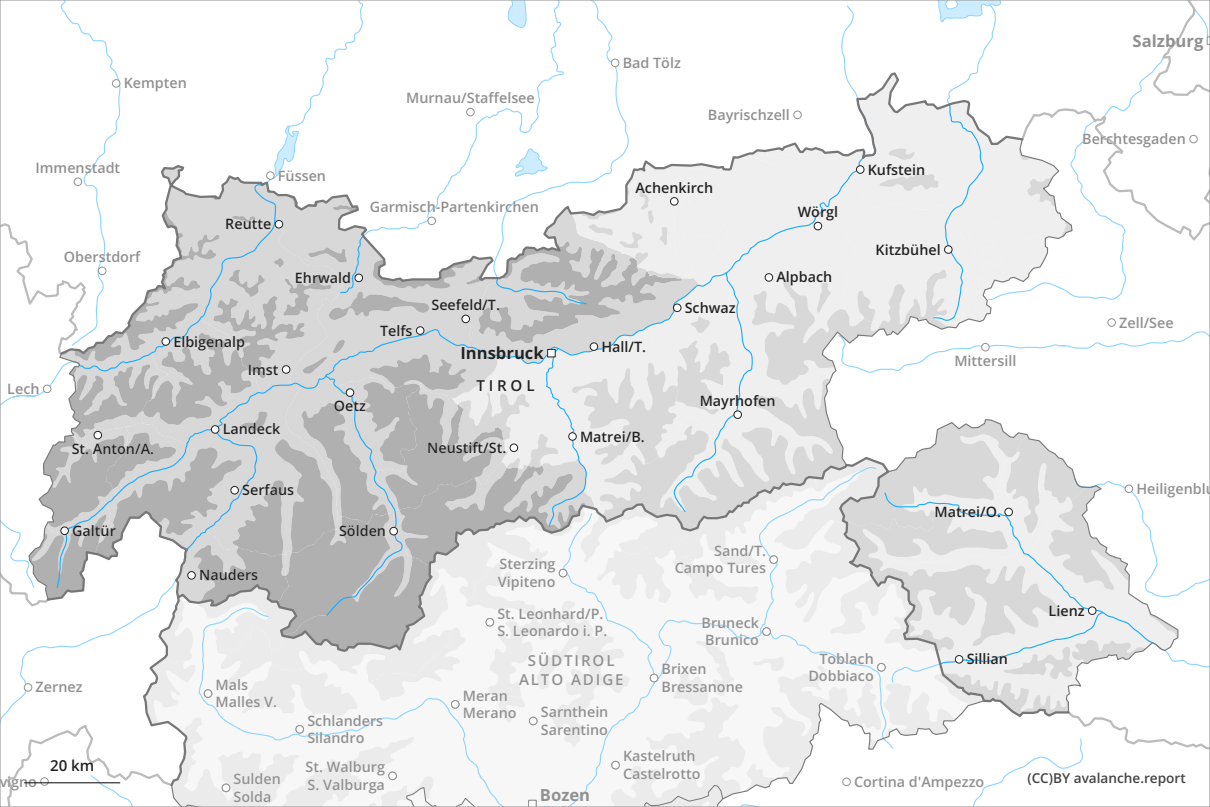 Salzburg
Bad Tölz
Kempten
Murnau/Staffelsee
Bayrischzell
Berchtesgaden
Immenstadt
Füssen
Kufstein
Achenkirch
Garmisch-Partenkirchen
Wörgl
Reutte
Kitzbühel
Oberstdorf
Ehrwald
Alpbach
Seefeld/T.
Schwaz
Zell/See
Telfs
Elbigenalp
Innsbruck
Hall/T.
Mittersill
Imst
TIROL
Lech
Oetz
Mayrhofen
Landeck
Matrei/B.
St. Anton/A.
Neustift/St.
Serfaus
Heiligenblu
Matrei/O.
Galtür
Sölden
Sand/T.
Campo Tures
Sterzing
Vipiteno
Nauders
Lienz
St. Leonhard/P.
S. Leonardo i. P.
Bruneck
Brunico
SÜDTIROL
ALTO ADIGE
Toblach
Dobbiaco
Sillian
Brixen
Bressanone
Zernez
Mals
Malles V.
Meran
Merano
Sarnthein
Sarentino
Schlanders
Silandro
Kastelruth
Castelrotto
St. Walburg
S. Valburga
20 km
vigno
Sulden
Solda
Cortina d'Ampezzo
(CC)BY avalanche.report
Bozen